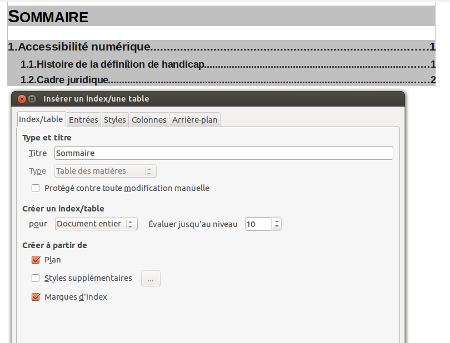 SOMMAIRE
1.Accessibilité numérique.....................................................................................1
1.1.Histoire de la définition de handicap.................................................................1
1.2.Cadre juridique..................................................................................................2
Insérer un index/une table
Index/table Entrées Styles Colonnes Arrière-plan
Type et titre
Titre Sommaire
Type Table des matières
Protégé contre toute modification manuelle
Créer un index/table
pour Document entier Évaluer jusqu'au niveau 10
Créer à partir de
Plan
Styles supplémentaires ...
Marques d'index